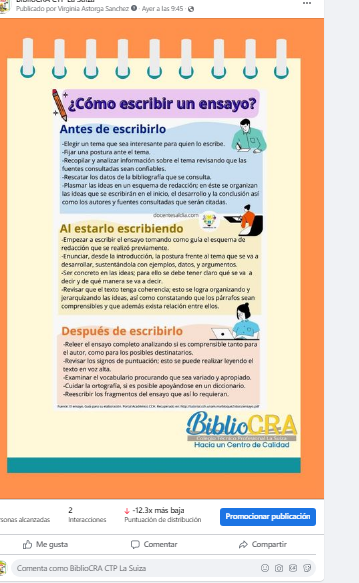 BiblioCRA CTP La Suiza
Publicado por Virginia Astorga Sanchez · Ayer a las 9:45 ·
¿Cómo escribir un ensayo?
Antes de escribirlo
-Elegir un tema que sea interesante para quien lo escribe.
-Fijar una postura ante el tema.
-Recopilar y analizar información sobre el tema revisando que las
fuentes consultadas sean confiables.
-Rescatar los datos de la bibliografía que se consulta.
-Plasmar las ideas en un esquema de redacción; en éste se organizan
las ideas que se escribirán en el inicio, el desarrollo y la conclusión así
como los autores y fuentes consultadas que serán citadas.
docentesaldia.com
Al estarlo escribiendo
-Empezar a escribir el ensayo tomando como guía el esquema de
redacción que se realizó previamente.
-Enunciar, desde la introducción, la postura frente al tema que se va a
desarrollar, sustentándola con ejemplos, datos, y argumentos.
-Ser concreto en las ideas; para ello se debe tener claro qué se va a
decir y de qué manera se va a decir.
-Revisar que el texto tenga coherencia; esto se logra organizando y
jerarquizando las ideas, así como constatando que los párrafos sean
comprensibles y que además exista relación entre ellos.
Después de escribirlo
-Releer el ensayo completo analizando si es comprensible tanto para
el autor, como para los posibles destinatarios.
-Revisar los signos de puntuación; esto se puede realizar leyendo el
texto en voz alta.
-Examinar el vocabulario procurando que sea variado y apropiado.
-Cuidar la ortografía, si es posible apoyándose en un diccionario.
-Reescribir los fragmentos del ensayo que así lo requieran.
BiblioCRA
Colegio Técnico Profesional La Suiza
Hacia un Centro de Calidad
2
-12.3x más baja
sonas alcanzadas
Interacciones
Puntuación de distribución
Promocionar publicación
Me gusta
Comentar
Compartir
Comenta como BiblioCRA CTP La Suiza